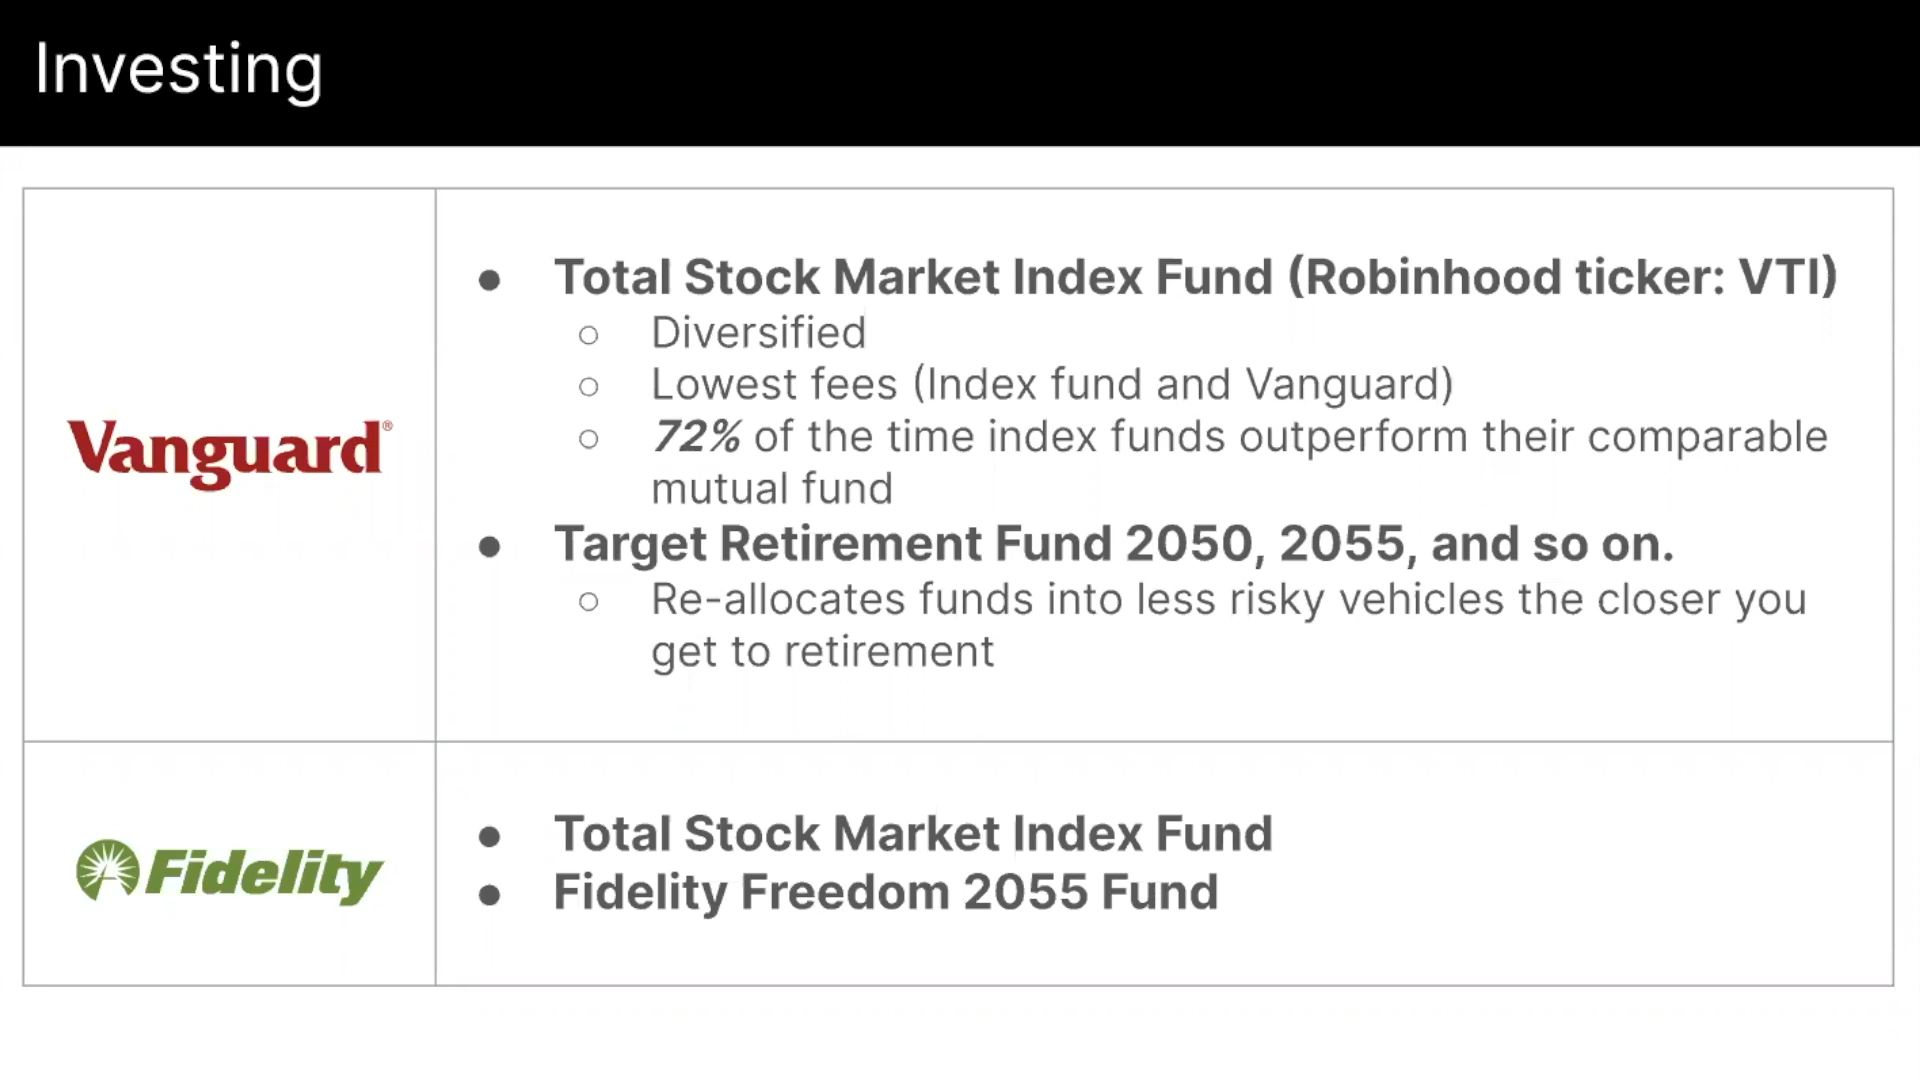 Investing
Vanguard®
● Total Stock Market Index Fund (Robinhood ticker: VTI)
○ Diversified
○ Lowest fees (Index fund and Vanguard)
○ 72% of the time index funds outperform their comparable
mutual fund
● Target Retirement Fund 2050, 2055, and so on.
○ Re-allocates funds into less risky vehicles the closer you
get to retirement
Fidelity
● Total Stock Market Index Fund
● Fidelity Freedom 2055 Fund